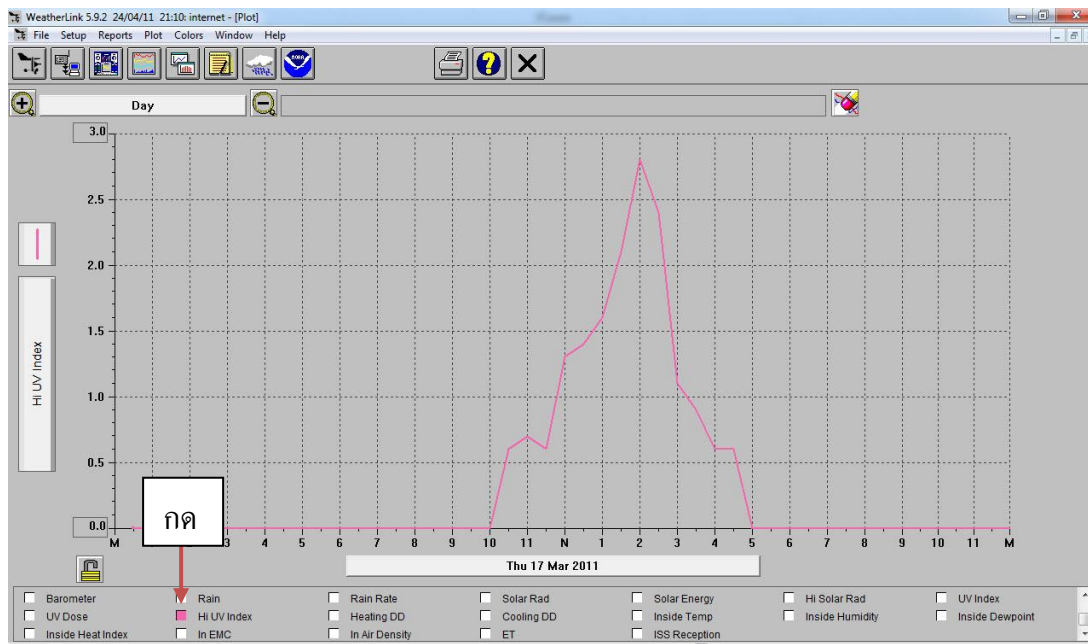 WeatherLink 5.9.2 24/04/11 21:10: internet - [Plot]
File Setup Reports Plot Colors Window Help
Day
3.0
2.5
2.0
1.5
1.0
0.5
0.0
Hi UV Index
กด
M 3 4 5 6 7 8 9 10 11 N 1 2 3 4 5 6 7 8 9 10 11 M
Thu 17 Mar 2011
Barometer Rain Rain Rate Solar Rad Solar Energy Hi Solar Rad UV Index
UV Dose Hi UV Index Heating DD Cooling DD Inside Temp Inside Humidity Inside Dewpoint
Inside Heat Index In EMC In Air Density ET ISS Reception